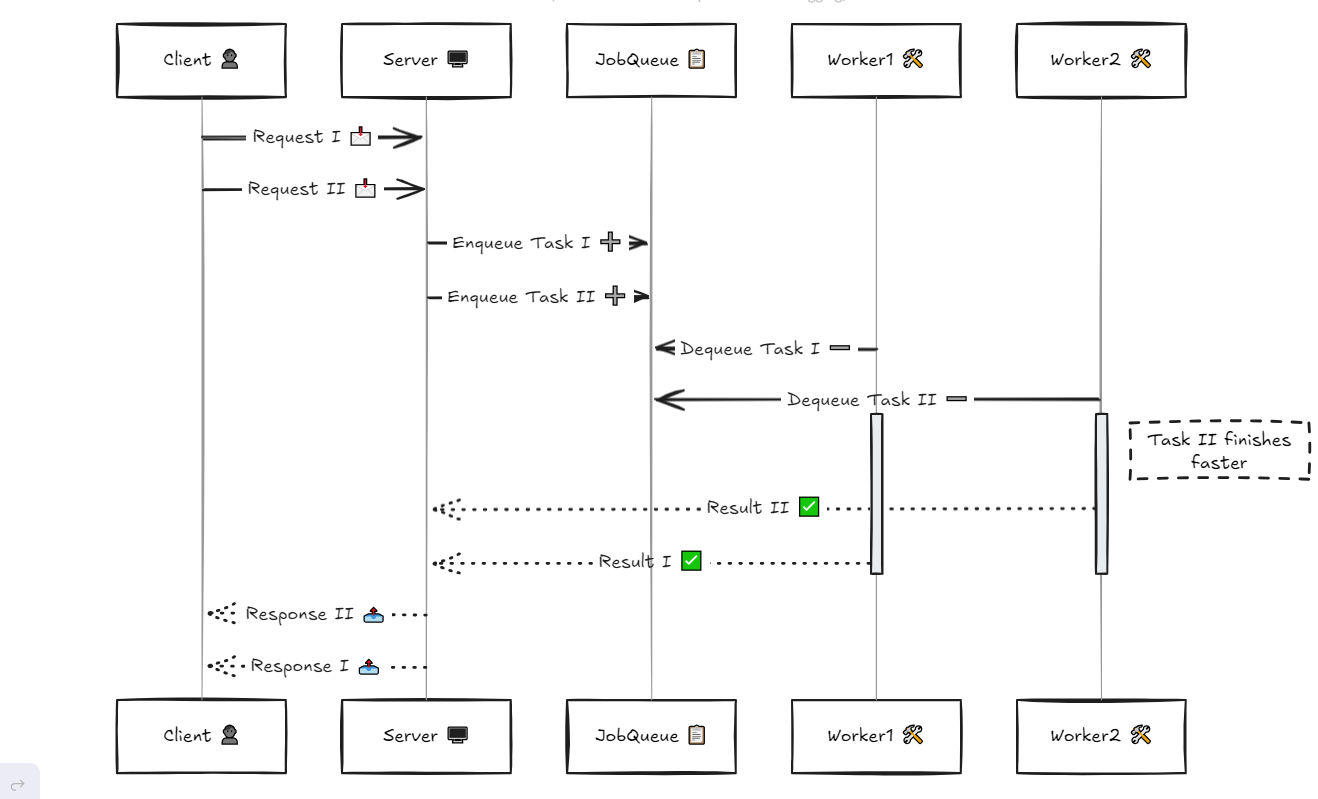 Client 👤
Server 🖥️
JobQueue 📋
Worker1 🛠️
Worker2 🛠️
Request I 📩
Request II 📩
Enqueue Task I ➕
Enqueue Task II ➕
Dequeue Task I ➖
Dequeue Task II ➖
Task II finishes
faster
Result II ✅
Result I ✅
Response II 📤
Response I 📤
Client 👤
Server 🖥️
JobQueue 📋
Worker1 🛠️
Worker2 🛠️